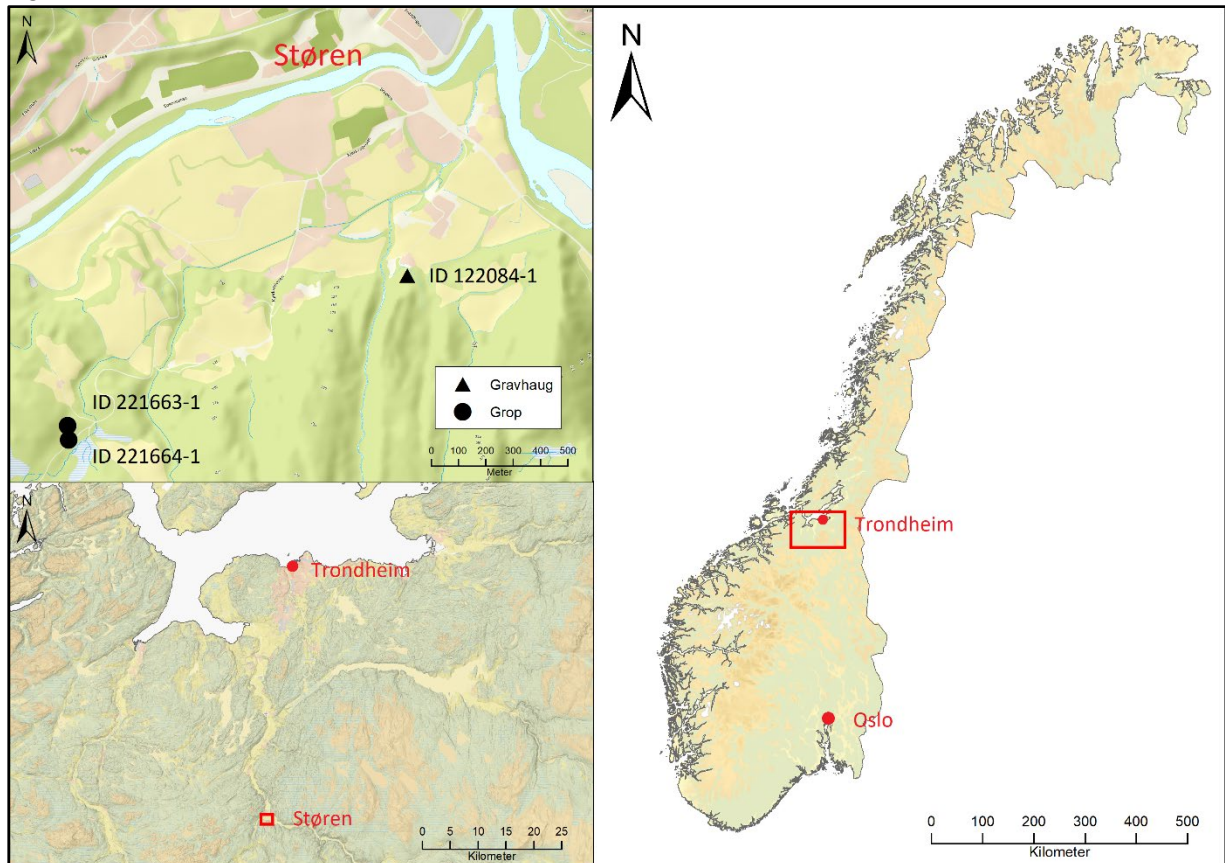 N
Støren
ID 122084-1
Gravhaug
Grop
ID 221663-1
ID 221664-1
0 100 200 300 400 500
Meter
N
Trondheim
Støren
0 5 10 15 20 25
Kilometer
N
Trondheim
Oslo
0 100 200 300 400 500
Kilometer